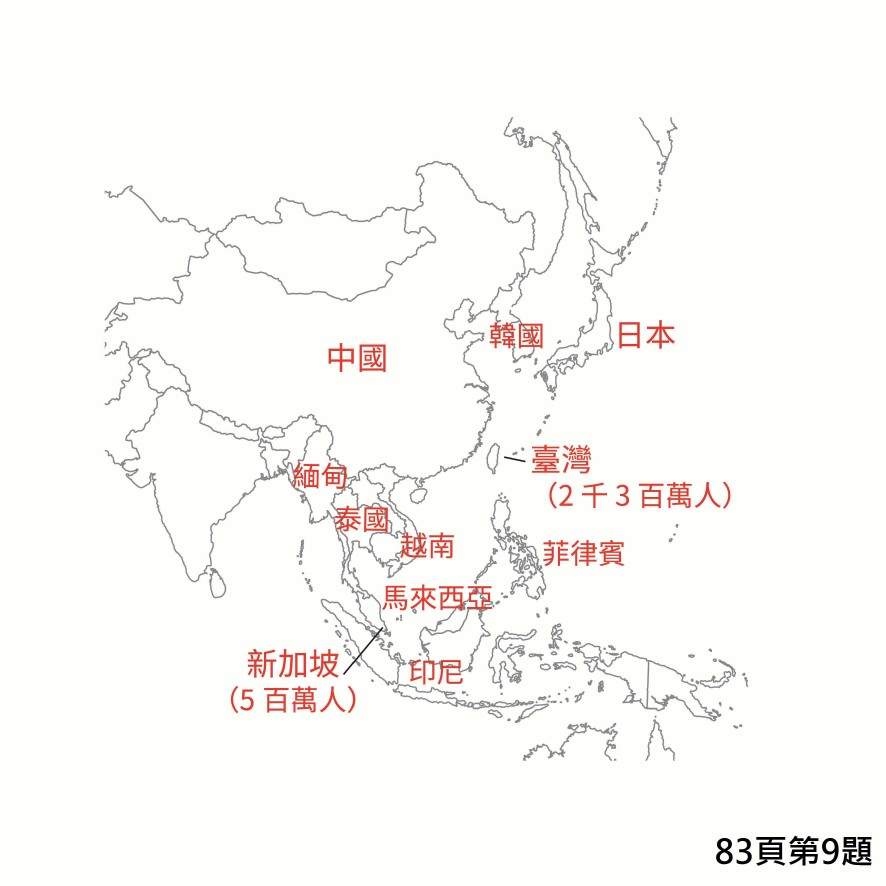 韓國
日本
中國
臺灣
(2 千 3 百萬人)
緬甸
泰國
越南
菲律賓
馬來西亞
新加坡
(5 百萬人)
印尼
83頁第9題